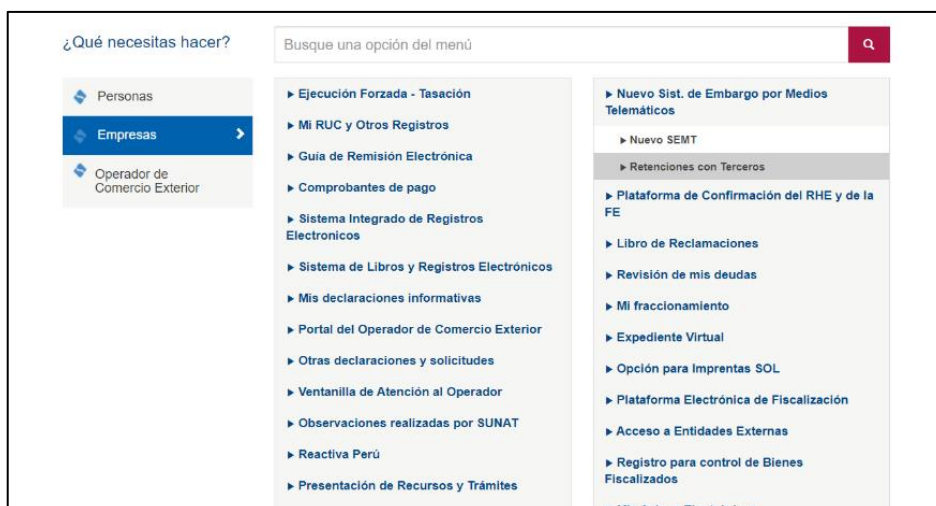 ¿Qué necesitas hacer?
Busque una opción del menú
Personas
Empresas
Operador de
Comercio Exterior
Ejecución Forzada - Tasación
Mi RUC y Otros Registros
Guía de Remisión Electrónica
Comprobantes de pago
Sistema Integrado de Registros
Electronicos
Sistema de Libros y Registros Electrónicos
Mis declaraciones informativas
Portal del Operador de Comercio Exterior
Otras declaraciones y solicitudes
Ventanilla de Atención al Operador
Observaciones realizadas por SUNAT
Reactiva Perú
Presentación de Recursos y Trámites
Nuevo Sist. de Embargo por Medios
Telemáticos
Nuevo SEMT
Retenciones con Terceros
Plataforma de Confirmación del RHE y de la
FE
Libro de Reclamaciones
Revisión de mis deudas
Mi fraccionamiento
Expediente Virtual
Opción para Imprentas SOL
Plataforma Electrónica de Fiscalización
Acceso a Entidades Externas
Registro para control de Bienes
Fiscalizados